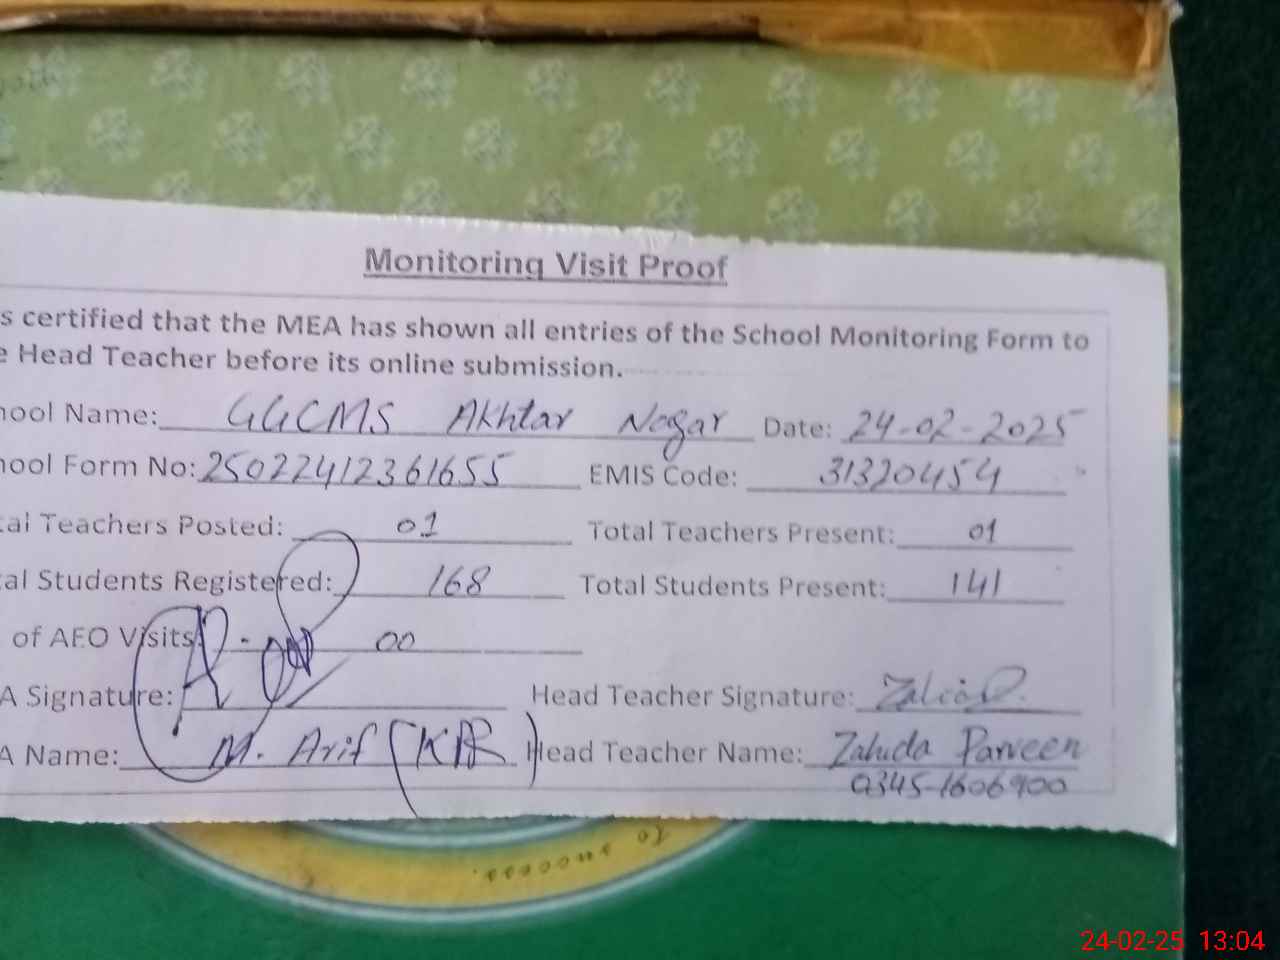 Monitoring Visit Proof
s certified that the MEA has shown all entries of the School Monitoring Form to
e Head Teacher before its online submission.
hool Name: GGCMS Akhtar Nagar Date: 24-02-2025
hool Form No: 25022412361655 EMIS Code: 31320454
tal Teachers Posted: 01 Total Teachers Present: 01
tal Students Registered: 168 Total Students Present: 141
of AEO Visits: 00
A Signature: Head Teacher Signature:
A Name: M. Arif (KPR) Head Teacher Name: Zahida Parveen
0345-1606900
to success.
24-02-25 13:04